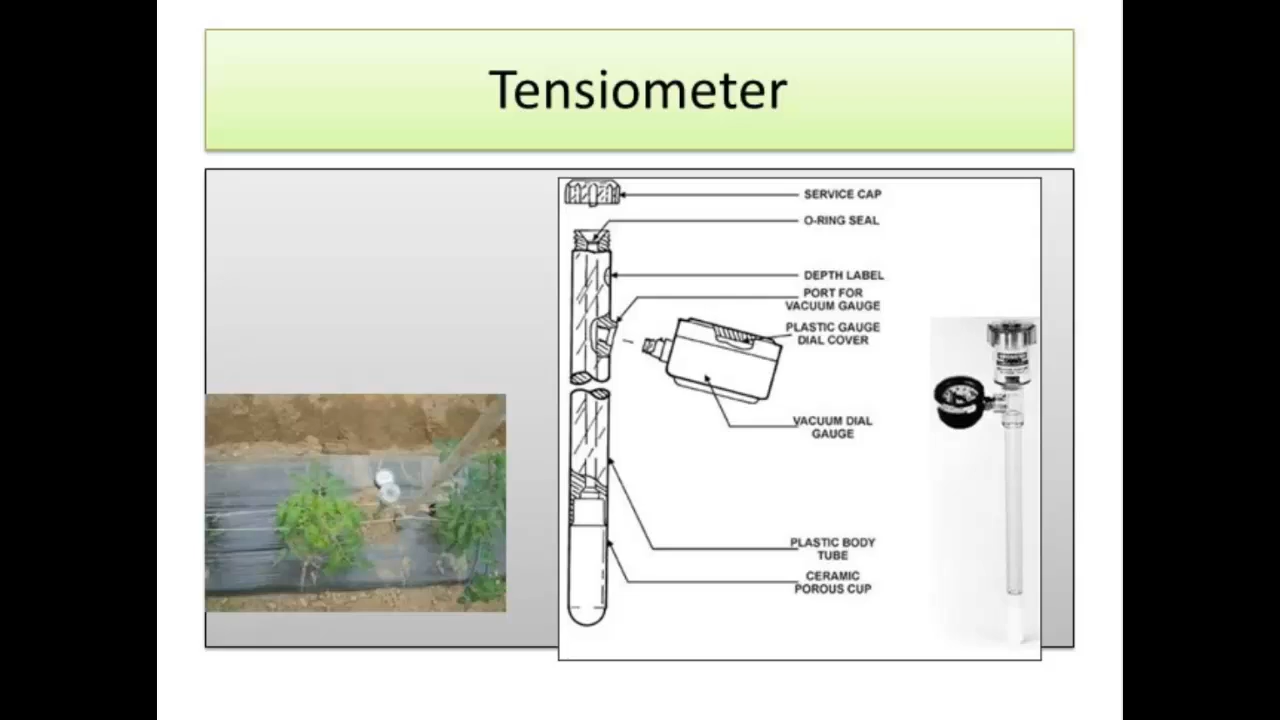 Tensiometer
SERVICE CAP
O-RING SEAL
DEPTH LABEL
PORT FOR
VACUUM GAUGE
PLASTIC GAUGE
DIAL COVER
VACUUM DIAL
GAUGE
PLASTIC BODY
TUBE
CERAMIC
POROUS CUP